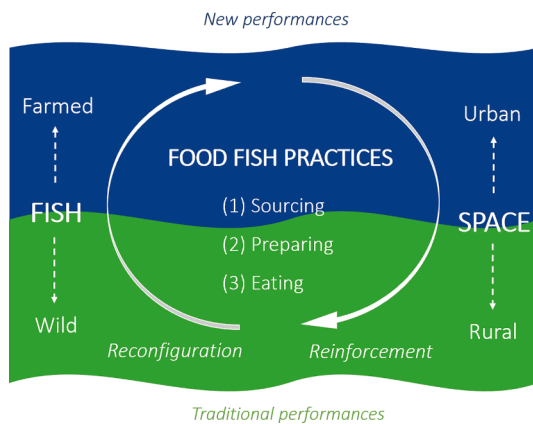 New performances
Farmed
Urban
FOOD FISH PRACTICES
FISH
(1) Sourcing
SPACE
(2) Preparing
(3) Eating
Wild
Rural
Reconfiguration
Reinforcement
Traditional performances